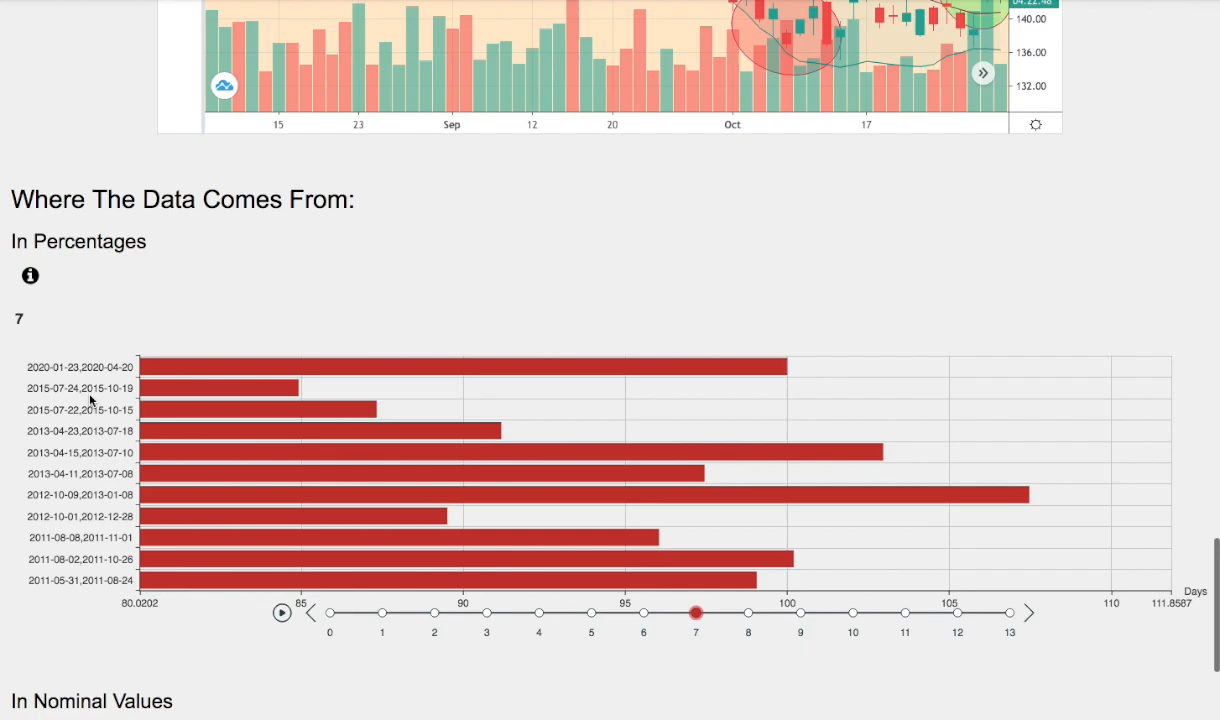 04:22:48
140.00
136.00
132.00
15 23 Sep 12 20 Oct 17
Where The Data Comes From:
In Percentages
7
2020-01-23,2020-04-20
2015-07-24,2015-10-19
2015-07-22,2015-10-15
2013-04-23,2013-07-18
2013-04-15,2013-07-10
2013-04-11,2013-07-08
2012-10-09,2013-01-08
2012-10-01,2012-12-28
2011-08-08,2011-11-01
2011-08-02,2011-10-26
2011-05-31,2011-08-24
Days
80.0202 85 90 95 100 105 110 111.8587
0 1 2 3 4 5 6 7 8 9 10 11 12 13
In Nominal Values